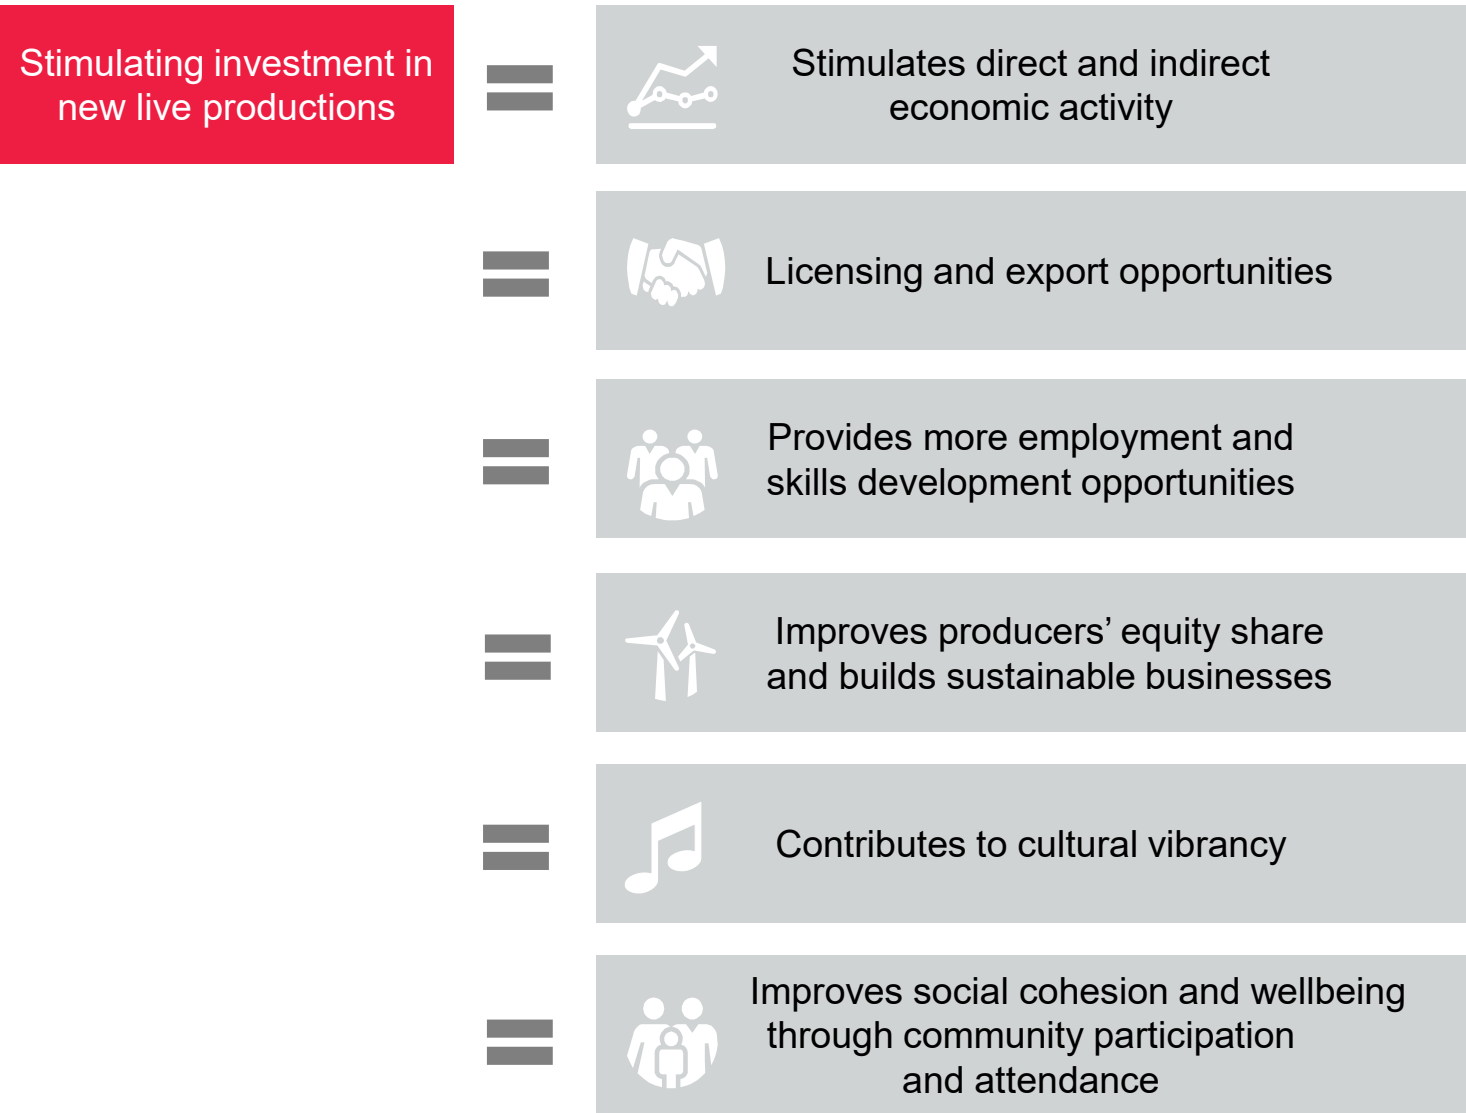 Stimulating investment in
new live productions
Stimulates direct and indirect
economic activity
Licensing and export opportunities
Provides more employment and
skills development opportunities
Improves producers’ equity share
and builds sustainable businesses
Contributes to cultural vibrancy
Improves social cohesion and wellbeing
through community participation
and attendance